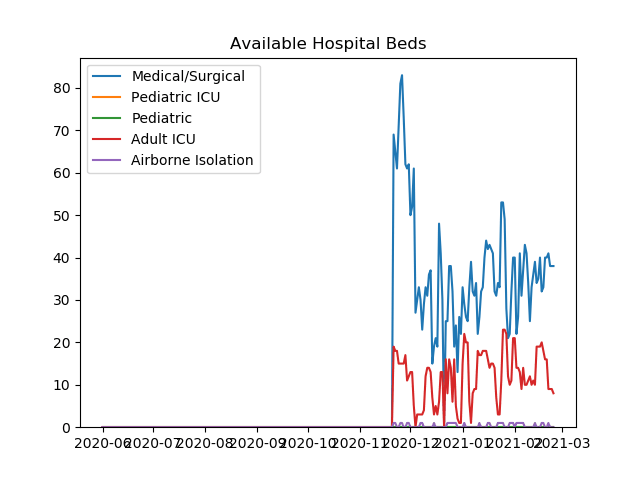 Available Hospital Beds
Medical/Surgical
Pediatric ICU
Pediatric
Adult ICU
Airborne Isolation
80
70
60
50
40
30
20
10
0
2020-06 2020-07 2020-08 2020-09 2020-10 2020-11 2020-12 2021-01 2021-02 2021-03